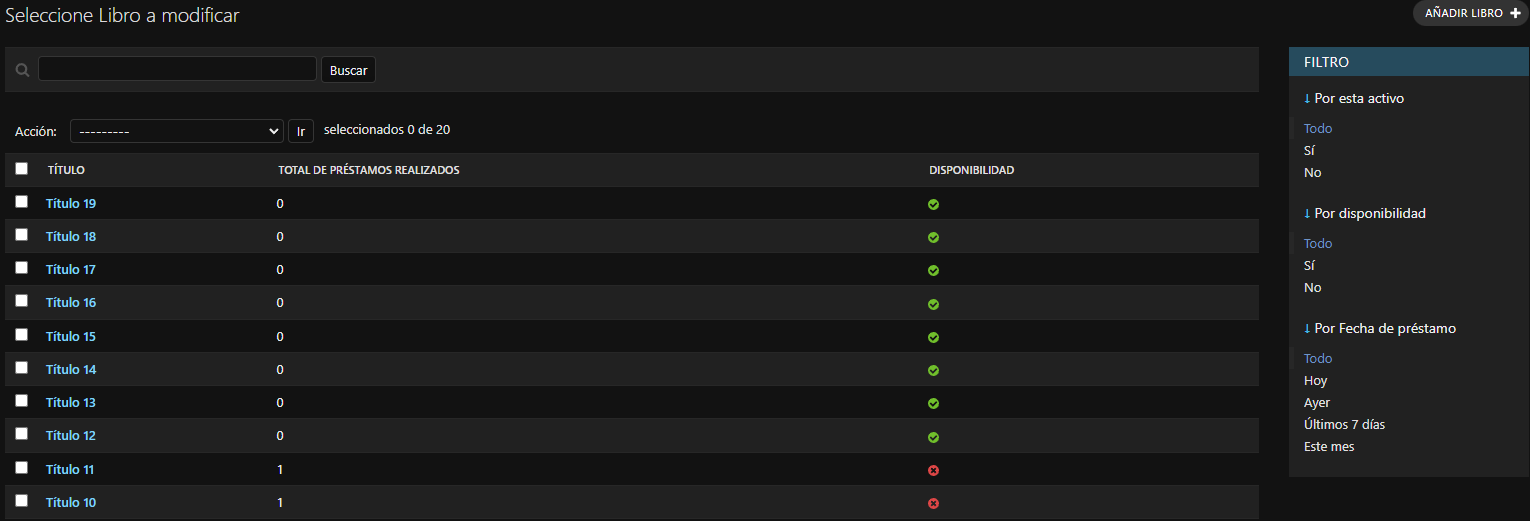 Seleccione Libro a modificar
AÑADIR LIBRO +
Buscar
Acción: --------- Ir seleccionados 0 de 20
TÍTULO TOTAL DE PRÉSTAMOS REALIZADOS DISPONIBILIDAD
Título 19 0
Título 18 0
Título 17 0
Título 16 0
Título 15 0
Título 14 0
Título 13 0
Título 12 0
Título 11 1
Título 10 1
FILTRO
↓ Por esta activo
Todo
Sí
No
↓ Por disponibilidad
Todo
Sí
No
↓ Por Fecha de préstamo
Todo
Hoy
Ayer
Últimos 7 días
Este mes